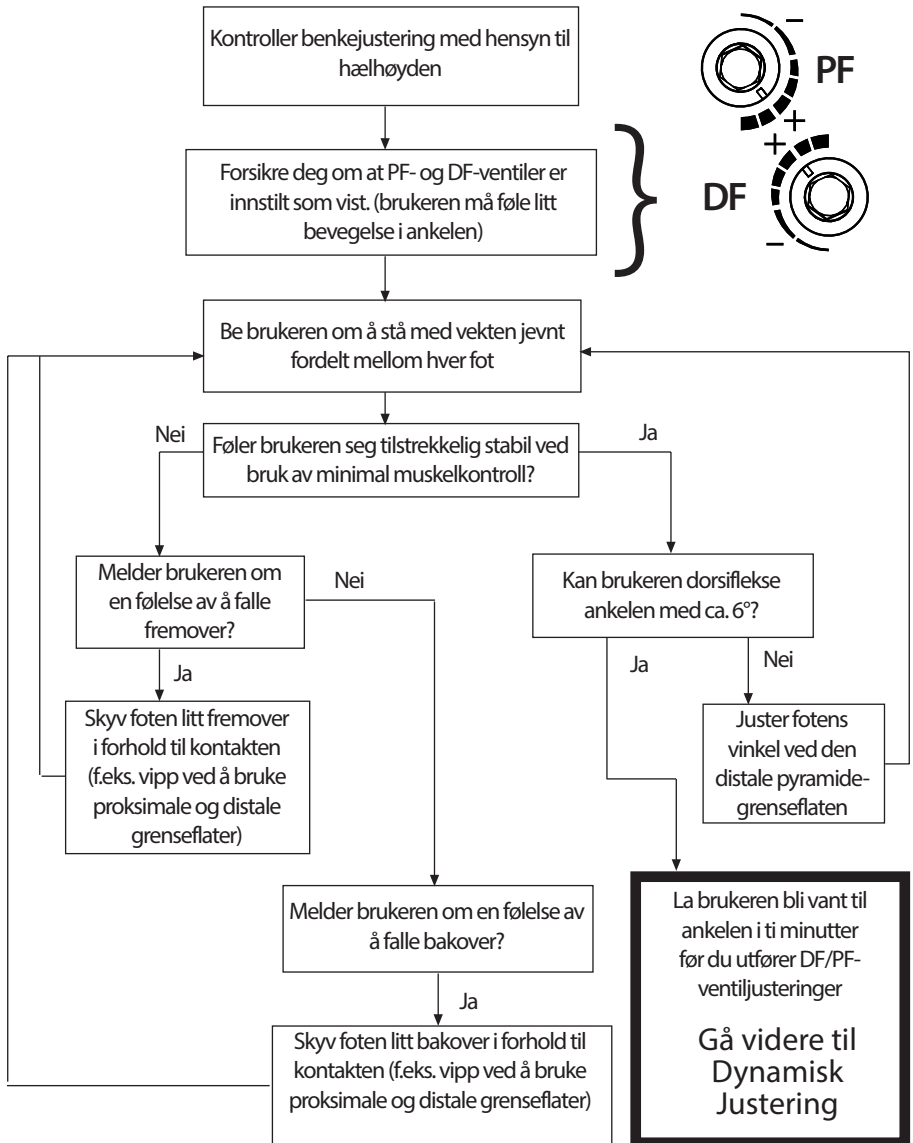 Kontroller benkejustering med hensyn til
hælhøyden
−
PF
+
+
DF
−
Forsikre deg om at PF- og DF-ventiler er
innstilt som vist. (brukeren må føle litt
bevegelse i ankelen)
Be brukeren om å stå med vekten jevnt
fordelt mellom hver fot
Nei
Ja
Føler brukeren seg tilstrekkelig stabil ved
bruk av minimal muskelkontroll?
Melder brukeren om
en følelse av å falle
fremover?
Nei
Ja
Skyv foten litt fremover
i forhold til kontakten
(f.eks. vipp ved å bruke
proksimale og distale
grenseflater)
Kan brukeren dorsiflekse
ankelen med ca. 6°?
Ja
Nei
Juster fotens
vinkel ved den
distale pyramide-
grenseflaten
Melder brukeren om en følelse av
å falle bakover?
Ja
Skyv foten litt bakover i forhold til
kontakten (f.eks. vipp ved å bruke
proksimale og distale grenseflater)
La brukeren bli vant til
ankelen i ti minutter
før du utfører DF/PF-
ventiljusteringer
Gå videre til
Dynamisk
Justering